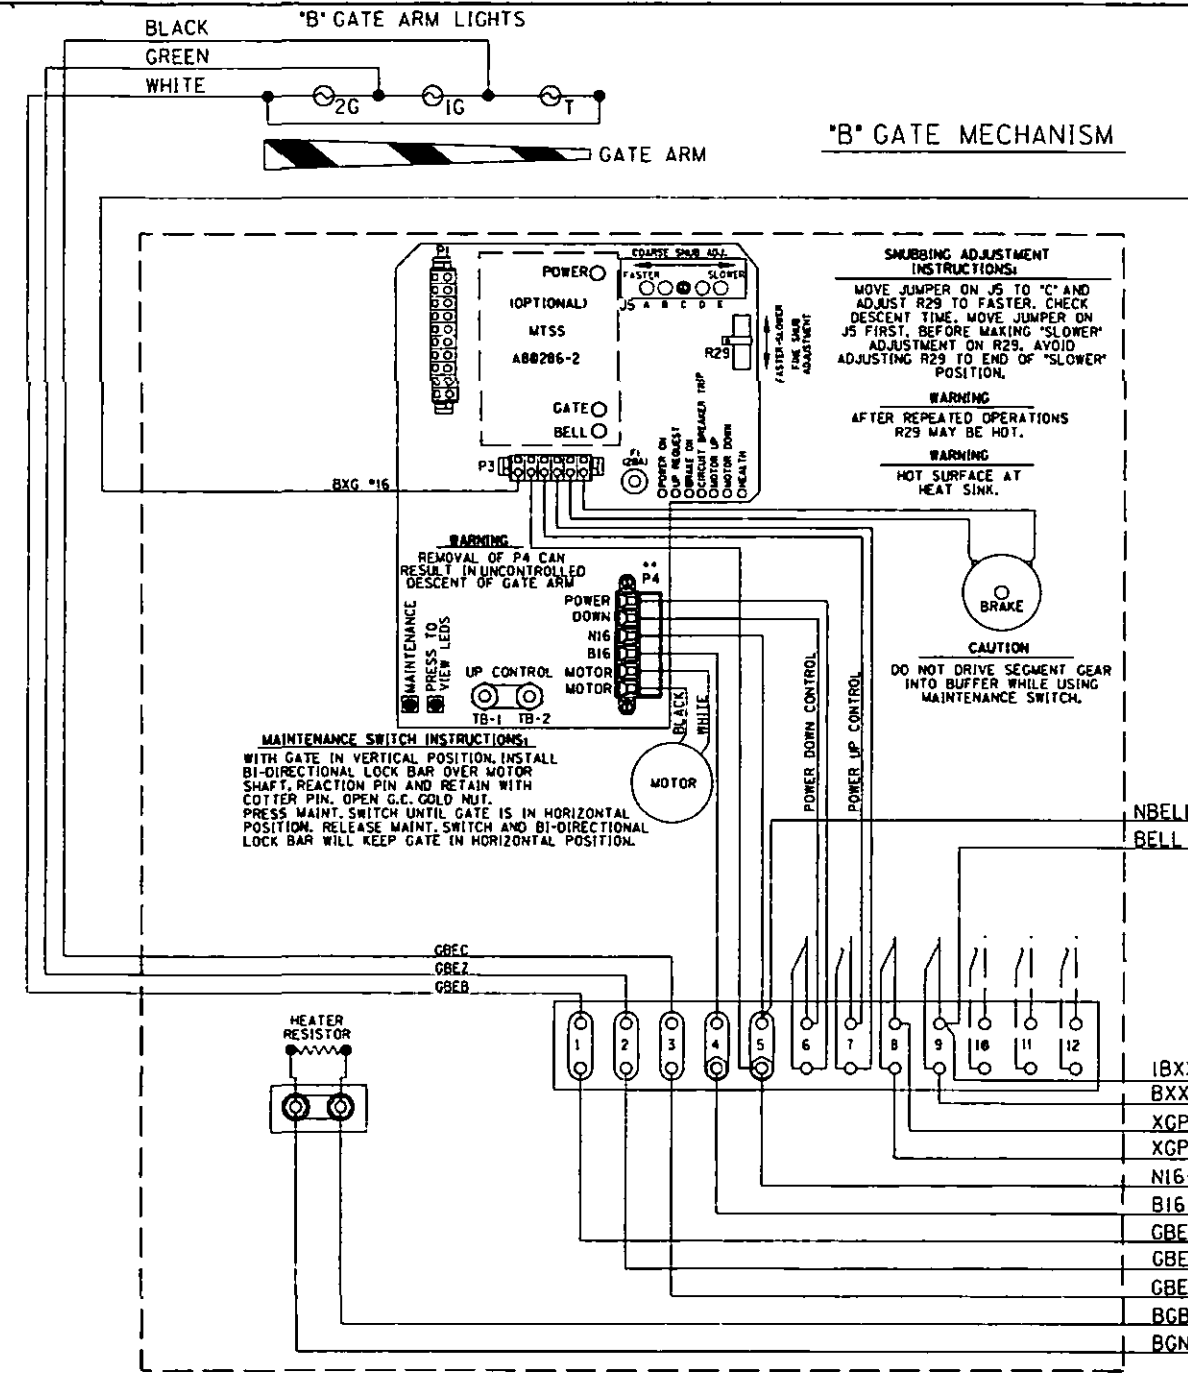 "B" GATE ARM LIGHTS
BLACK
GREEN
WHITE
2G
1G
T
GATE ARM
"B" GATE MECHANISM
P1
POWER
(OPTIONAL)
MTSS
A80286-2
GATE
BELL
COARSE SNUB ADJ.
FASTER
SLOWER
J5 A B C D E
R29
FASTER-SLOWER
FINE SNUB
ADJUSTMENT
SNUBBING ADJUSTMENT
INSTRUCTIONS:
MOVE JUMPER ON J5 TO "C" AND
ADJUST R29 TO FASTER. CHECK
DESCENT TIME. MOVE JUMPER ON
J5 FIRST, BEFORE MAKING "SLOWER"
ADJUSTMENT ON R29. AVOID
ADJUSTING R29 TO END OF "SLOWER"
POSITION.
WARNING
AFTER REPEATED OPERATIONS
R29 MAY BE HOT.
WARNING
HOT SURFACE AT
HEAT SINK.
P3
F1
(20A)
POWER ON
UP REQUEST
BRAKE ON
CIRCUIT BREAKER TRIP
MOTOR UP
MOTOR DOWN
HEALTH
BXG #16
WARNING
REMOVAL OF P4 CAN
RESULT IN UNCONTROLLED
DESCENT OF GATE ARM
**
P4
POWER
DOWN
N16
B16
MOTOR
MOTOR
MAINTENANCE
PRESS TO
VIEW LEDS
UP CONTROL
TB-1 TB-2
BLACK
WHITE
MOTOR
BRAKE
CAUTION
DO NOT DRIVE SEGMENT GEAR
INTO BUFFER WHILE USING
MAINTENANCE SWITCH.
POWER DOWN CONTROL
POWER UP CONTROL
MAINTENANCE SWITCH INSTRUCTIONS:
WITH GATE IN VERTICAL POSITION, INSTALL
BI-DIRECTIONAL LOCK BAR OVER MOTOR
SHAFT, REACTION PIN AND RETAIN WITH
COTTER PIN. OPEN G.C. GOLD NUT.
PRESS MAINT. SWITCH UNTIL GATE IS IN HORIZONTAL
POSITION. RELEASE MAINT. SWITCH AND BI-DIRECTIONAL
LOCK BAR WILL KEEP GATE IN HORIZONTAL POSITION.
NBELL
BELL
GBEC
GBEZ
GBEB
HEATER
RESISTOR
1 2 3 4 5 6 7 8 9 10 11 12
IBX
BXX
XGP
XGP
N16
B16
GBE
GBE
GBE
BGB
BGN